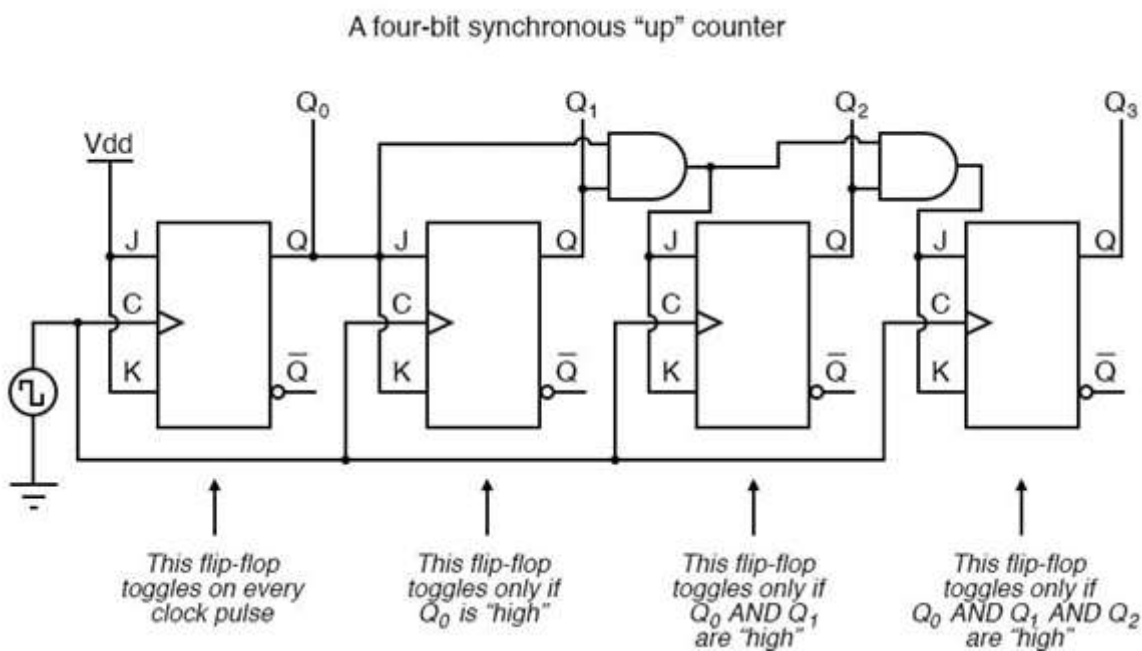 A four-bit synchronous “up” counter
Q0 Q1 Q2 Q3
Vdd
J Q J Q J Q J Q
C C C C
K Q̅ K Q̅ K Q̅ K Q̅
This flip-flop
toggles on every
clock pulse
This flip-flop
toggles only if
Q0 is “high”
This flip-flop
toggles only if
Q0 AND Q1
are “high”
This flip-flop
toggles only if
Q0 AND Q1 AND Q2
are “high”